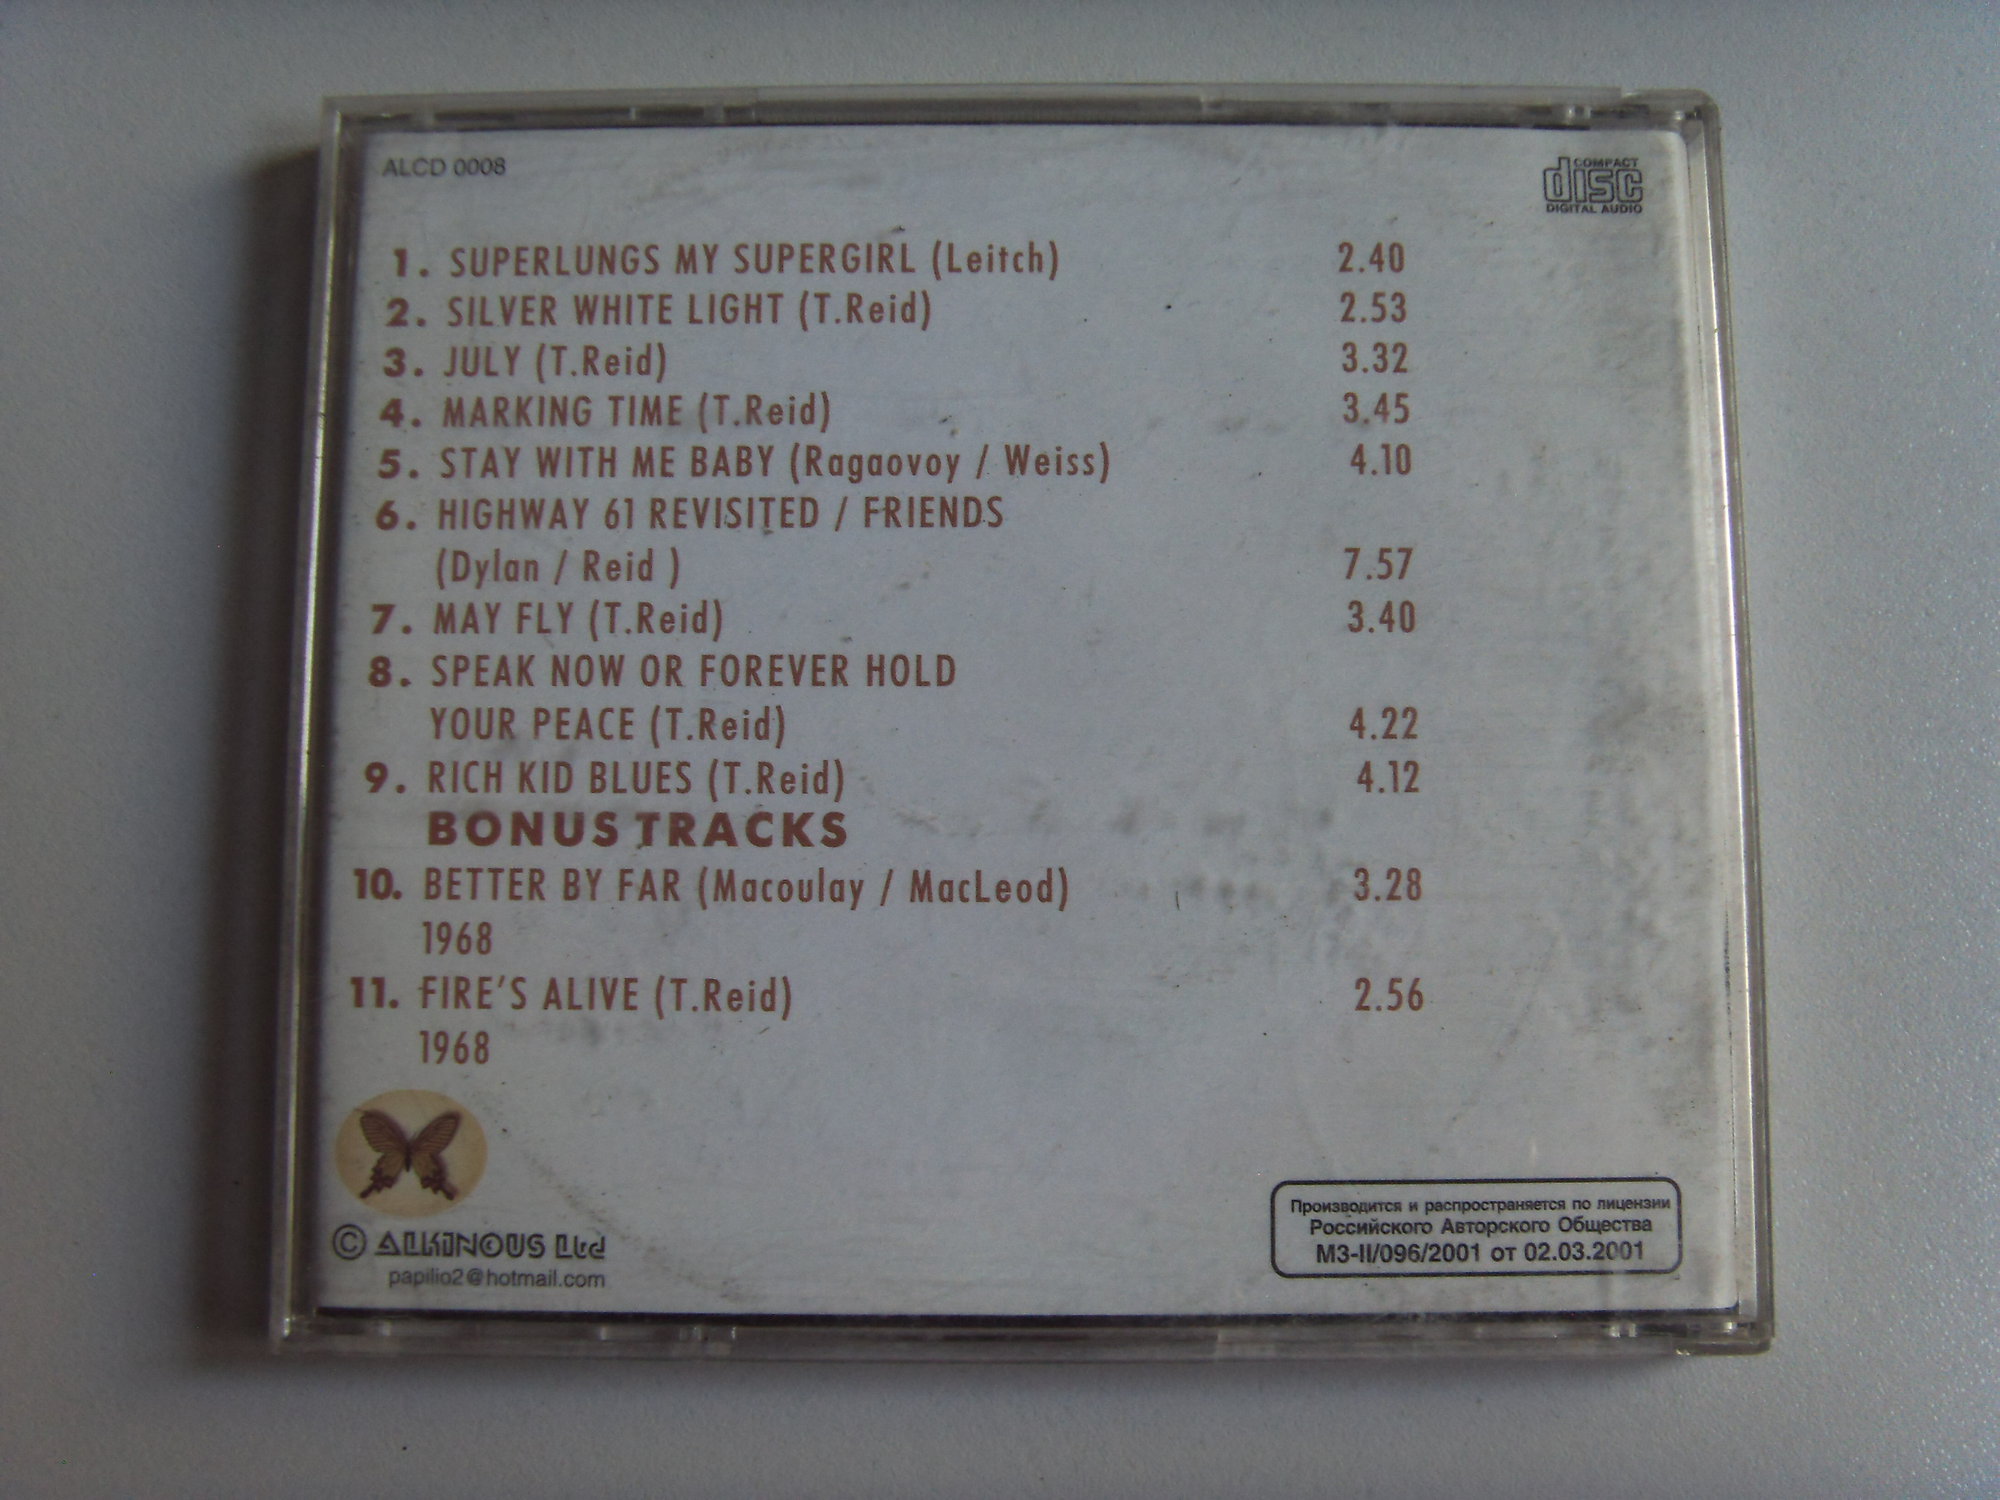 ALCD 0008
COMPACT
disc
DIGITAL AUDIO
1. SUPERLUNGS MY SUPERGIRL (Leitch) 2.40
2. SILVER WHITE LIGHT (T.Reid) 2.53
3. JULY (T.Reid) 3.32
4. MARKING TIME (T.Reid) 3.45
5. STAY WITH ME BABY (Ragaovoy / Weiss) 4.10
6. HIGHWAY 61 REVISITED / FRIENDS
(Dylan / Reid ) 7.57
7. MAY FLY (T.Reid) 3.40
8. SPEAK NOW OR FOREVER HOLD
YOUR PEACE (T.Reid) 4.22
9. RICH KID BLUES (T.Reid) 4.12
BONUS TRACKS
10. BETTER BY FAR (Macoulay / MacLeod) 3.28
1968
11. FIRE'S ALIVE (T.Reid) 2.56
1968
© ALKINOUS Ltd
papilio2@hotmail.com
Производится и распространяется по лицензии
Российского Авторского Общества
МЗ-II/096/2001 от 02.03.2001